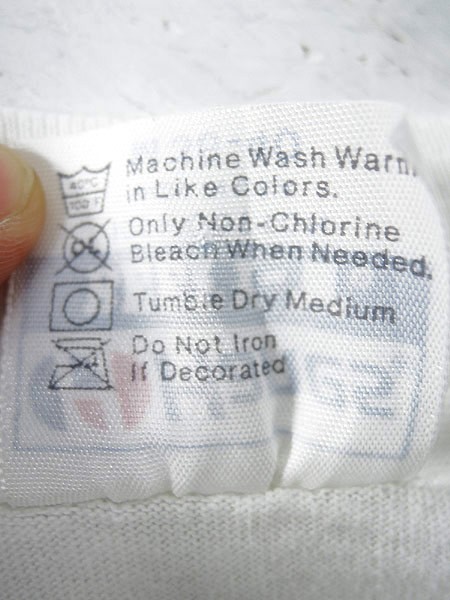 Machine Wash Warm
in Like Colors.
40°C
Only Non-Chlorine
Bleach When Needed.
Tumble Dry Medium
Do Not Iron
If Decorated